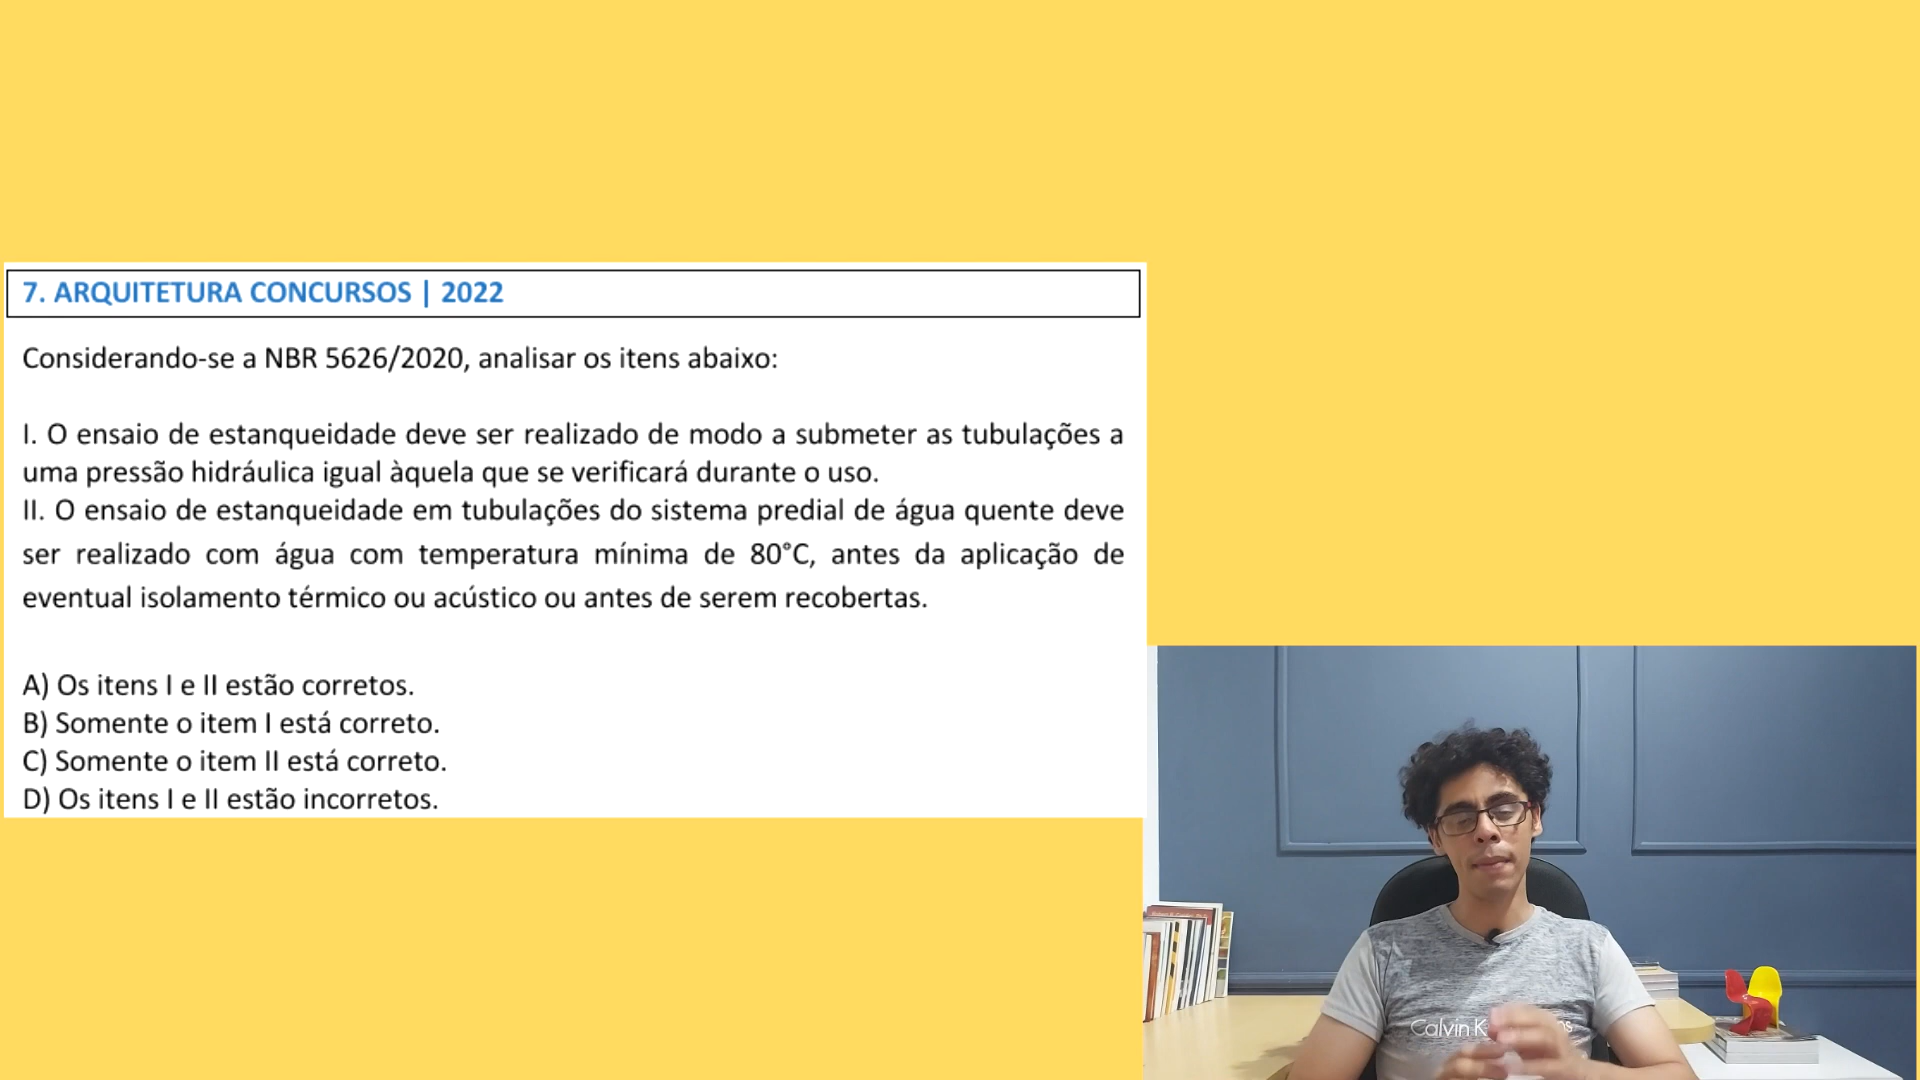 7. ARQUITETURA CONCURSOS | 2022
Considerando-se a NBR 5626/2020, analisar os itens abaixo:
I. O ensaio de estanqueidade deve ser realizado de modo a submeter as tubulações a
uma pressão hidráulica igual àquela que se verificará durante o uso.
II. O ensaio de estanqueidade em tubulações do sistema predial de água quente deve
ser realizado com água com temperatura mínima de 80°C, antes da aplicação de
eventual isolamento térmico ou acústico ou antes de serem recobertas.
A) Os itens I e II estão corretos.
B) Somente o item I está correto.
C) Somente o item II está correto.
D) Os itens I e II estão incorretos.
Calvin K